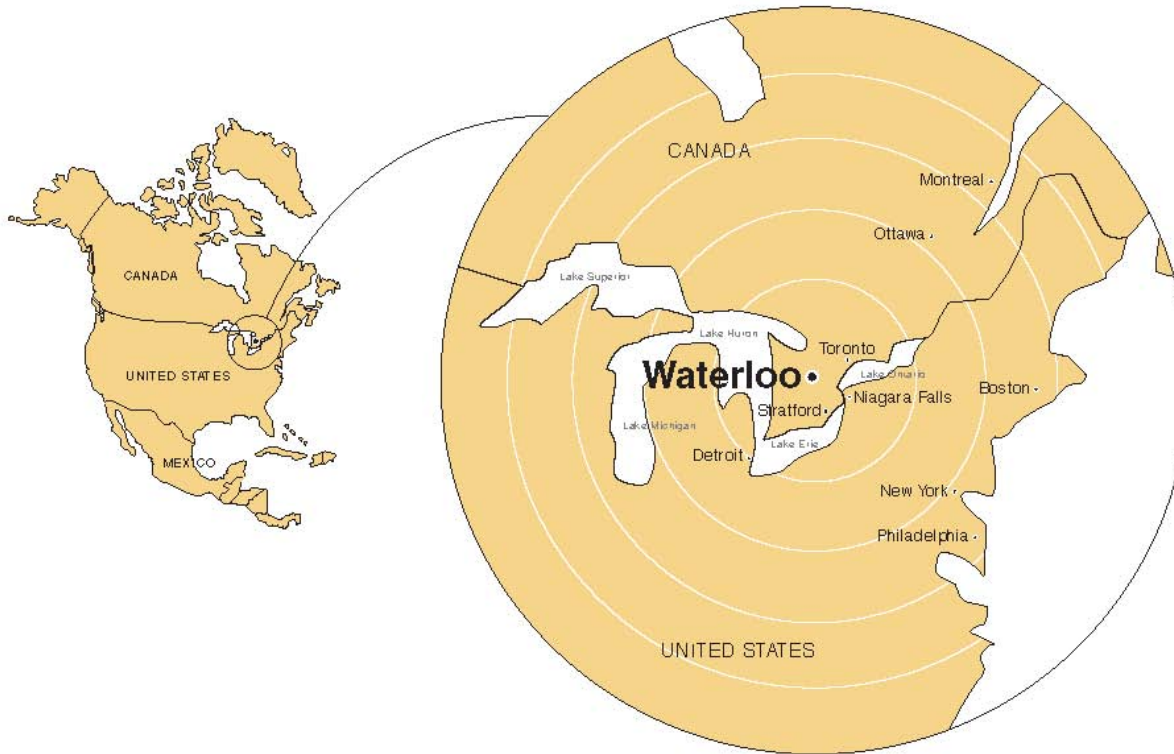 CANADA
UNITED STATES
MEXICO
CANADA
Montreal
Ottawa
Lake Superior
Lake Huron
Toronto
Lake Ontario
Waterloo
Boston
Niagara Falls
Stratford
Lake Michigan
Lake Erie
Detroit
New York
Philadelphia
UNITED STATES